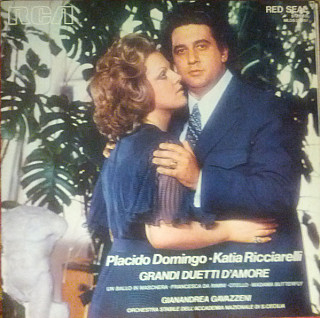 RCA
RED SEAL
STEREO
Placido Domingo · Katia Ricciarelli
GRANDI DUETTI D'AMORE
UN BALLO IN MASCHERA · FRANCESCA DA RIMINI · OTELLO · MADAMA BUTTERFLY
GIANANDREA GAVAZZENI
ORCHESTRA STABILE DELL'ACCADEMIA NAZIONALE DI S.CECILIA